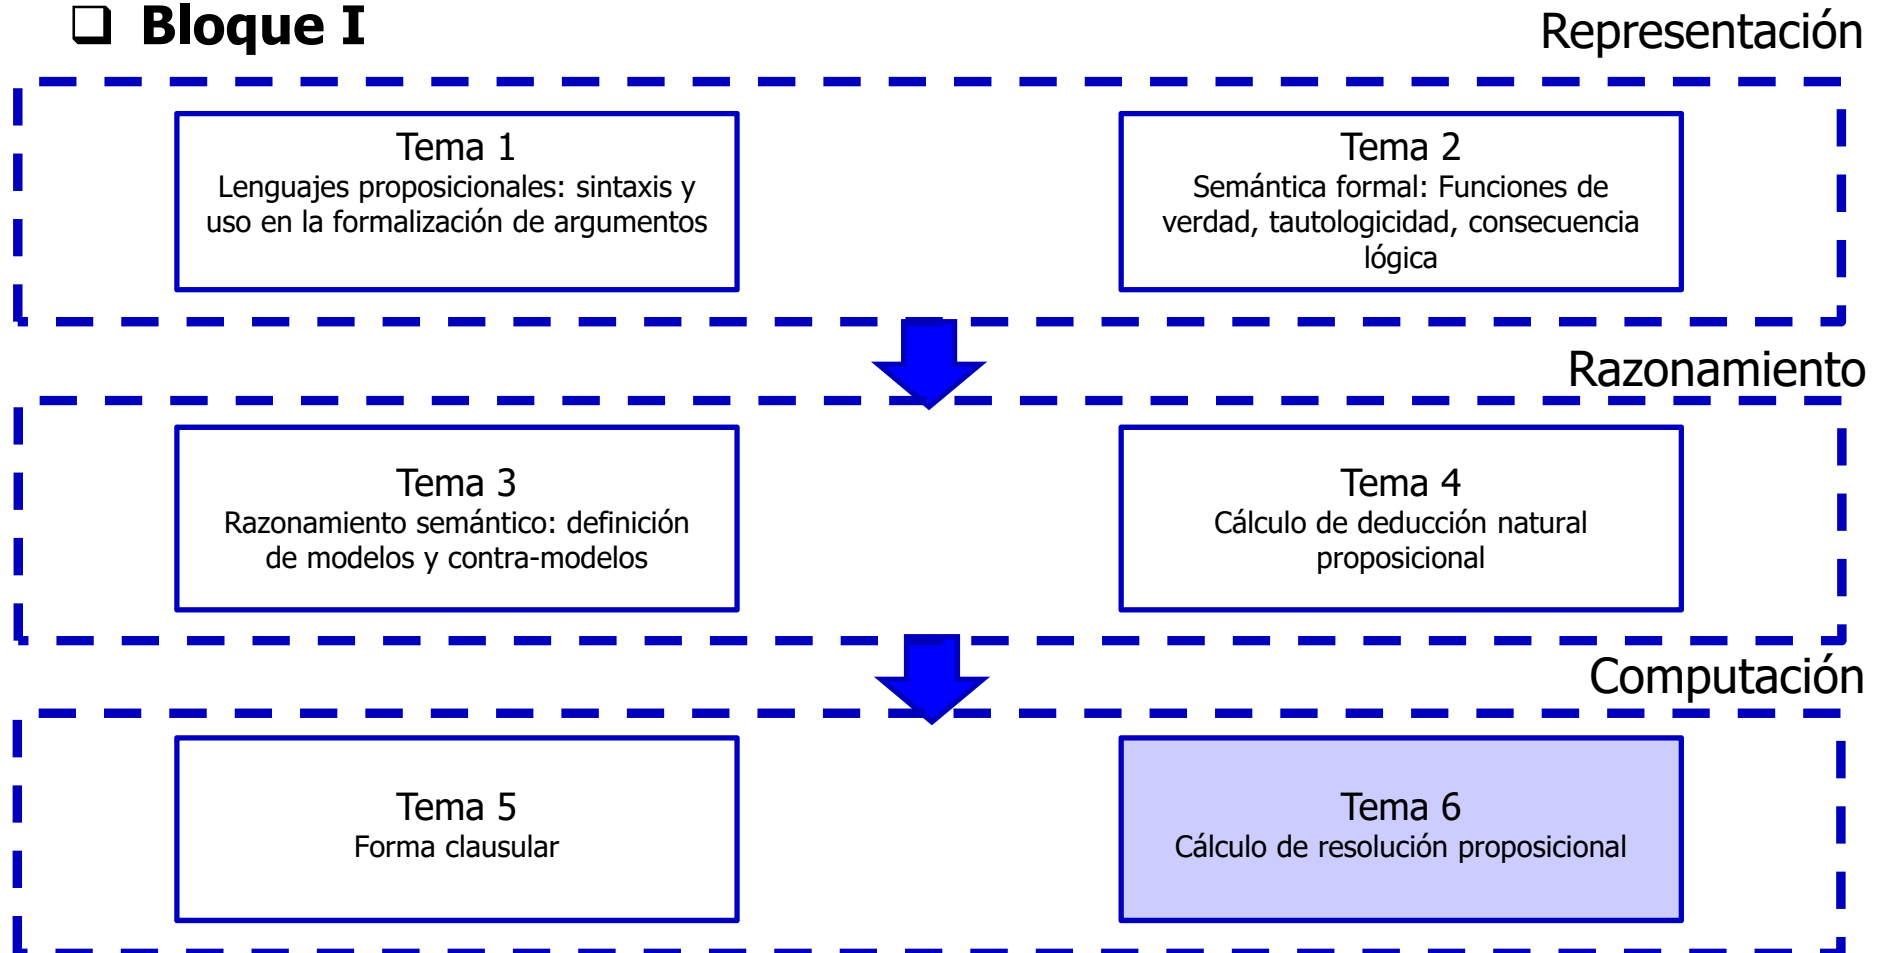 ❑ Bloque I
Representación
Tema 1
Lenguajes proposicionales: sintaxis y
uso en la formalización de argumentos
Tema 2
Semántica formal: Funciones de
verdad, tautologicidad, consecuencia
lógica
Razonamiento
Tema 3
Razonamiento semántico: definición
de modelos y contra-modelos
Tema 4
Cálculo de deducción natural
proposicional
Computación
Tema 5
Forma clausular
Tema 6
Cálculo de resolución proposicional